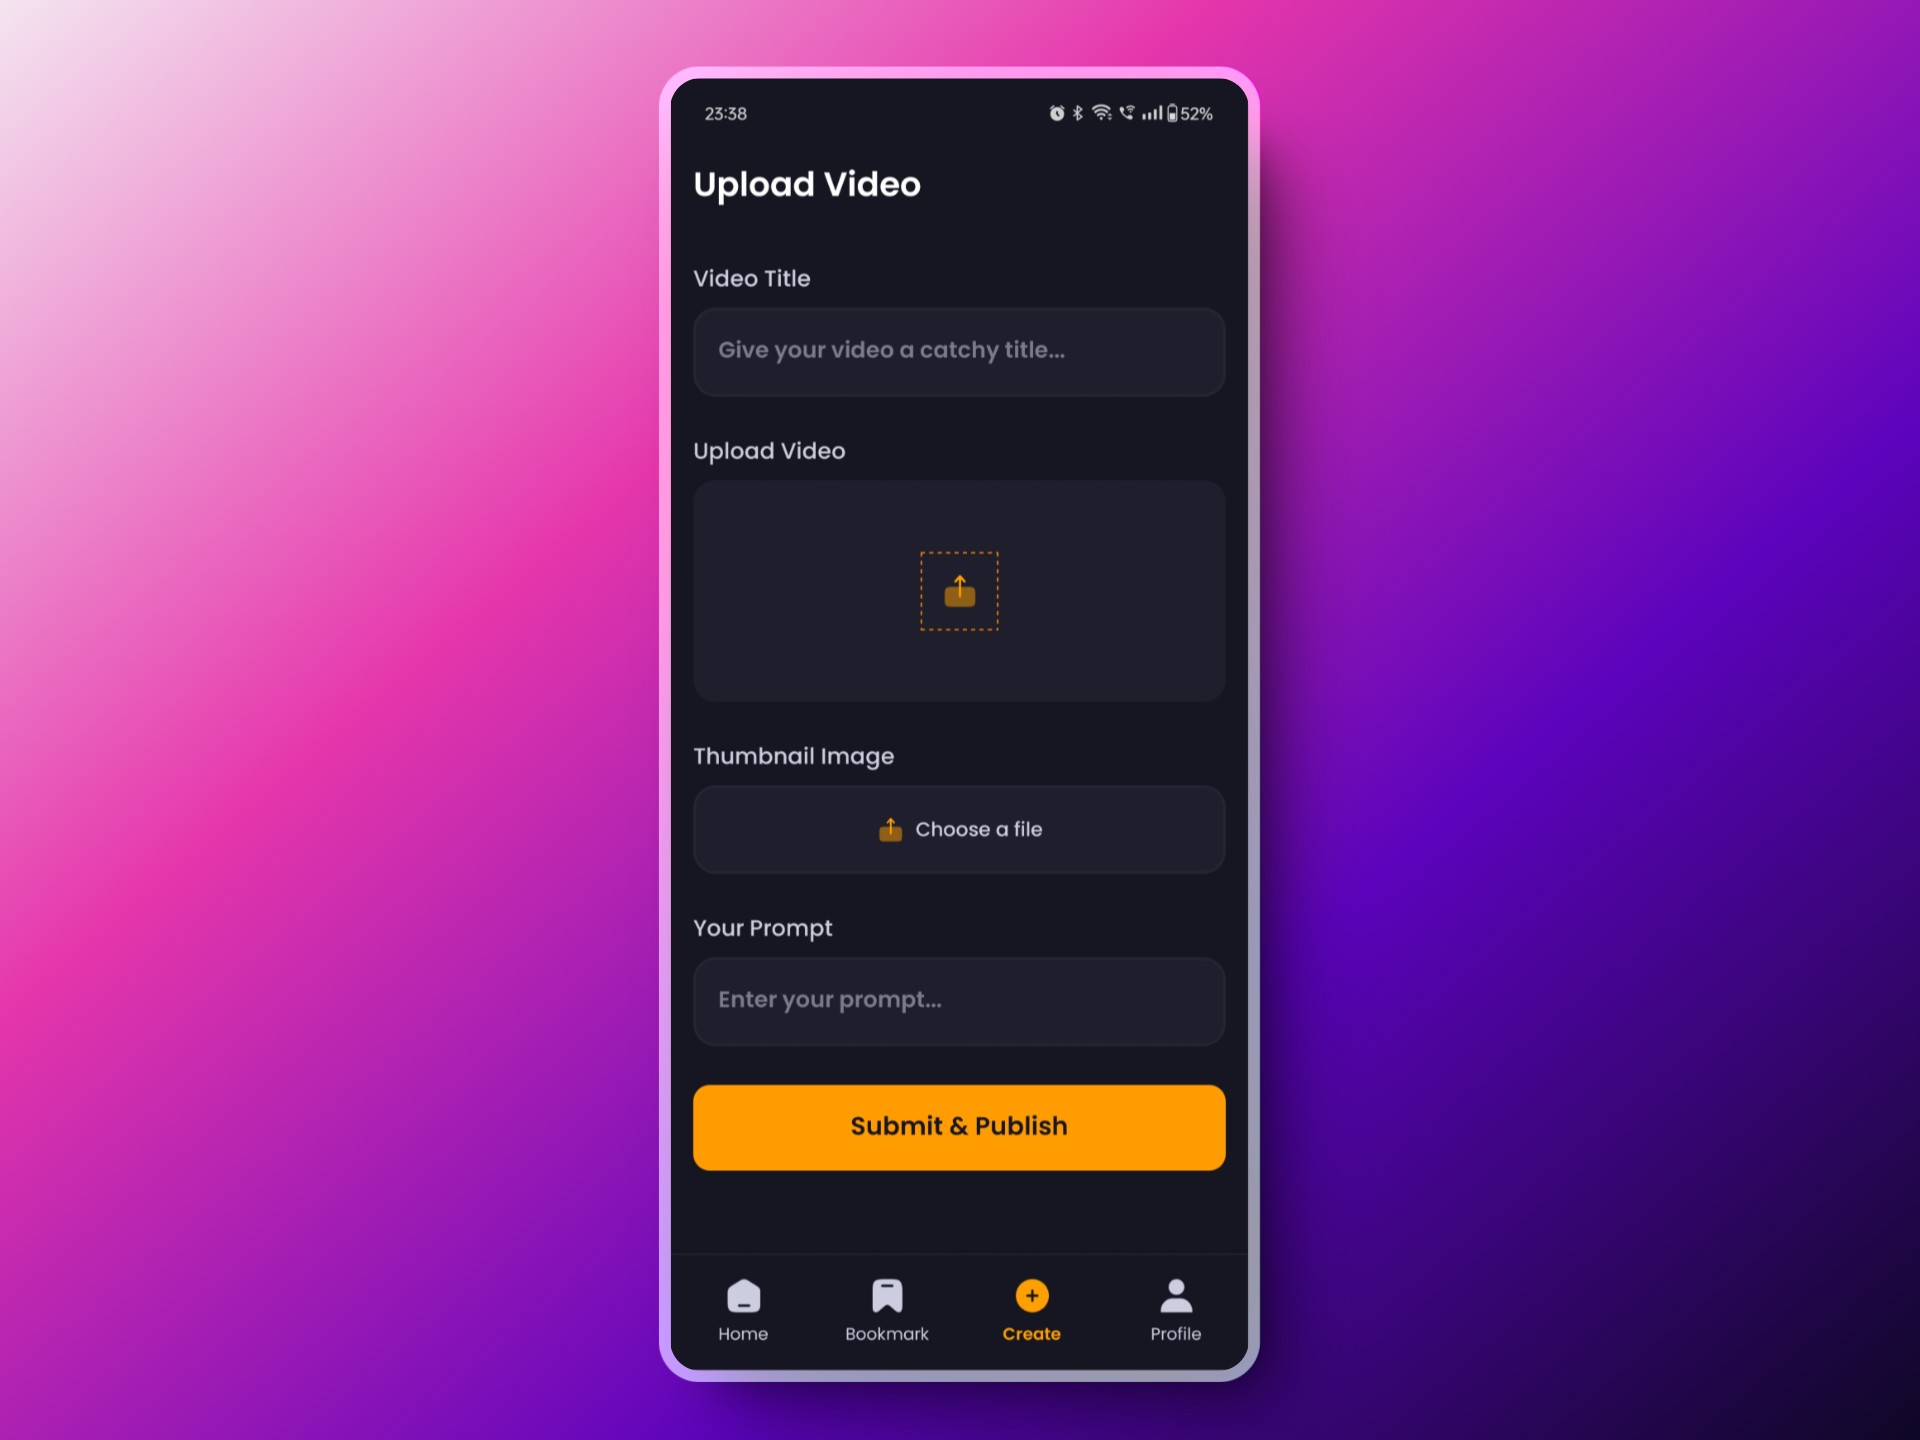 23:38 52%
Upload Video
Video Title
Give your video a catchy title...
Upload Video
Thumbnail Image
Choose a file
Your Prompt
Enter your prompt...
Submit & Publish
Home Bookmark Create Profile